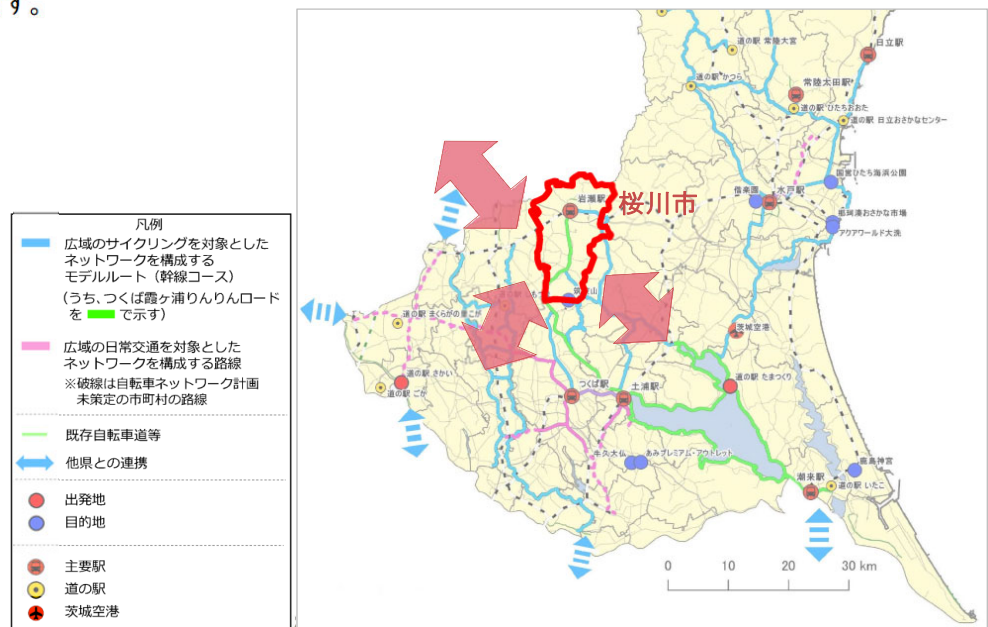 す。
凡例
広域のサイクリングを対象とした
ネットワークを構成する
モデルルート（幹線コース）
（うち、つくば霞ヶ浦りんりんロード
を で示す）
広域の日常交通を対象とした
ネットワークを構成する路線
※破線は自転車ネットワーク計画
未策定の市町村の路線
既存自転車道等
他県との連携
出発地
目的地
主要駅
道の駅
茨城空港
道の駅 常陸大宮
日立駅
道の駅 かつら
常陸太田駅
道の駅 ひたちおおた
道の駅 日立おさかなセンター
国営ひたち海浜公園
岩瀬駅
桜川市
偕楽園
水戸駅
那珂湊おさかな市場
アクアワールド大洗
道の駅 まくらがの里こが
茨城空港
道の駅 さかい
道の駅 ごか
つくば駅
土浦駅
道の駅 たまつくり
牛久大仏
あみプレミアム・アウトレット
鹿島神宮
潮来駅
道の駅 いたこ
0 10 20 30 km